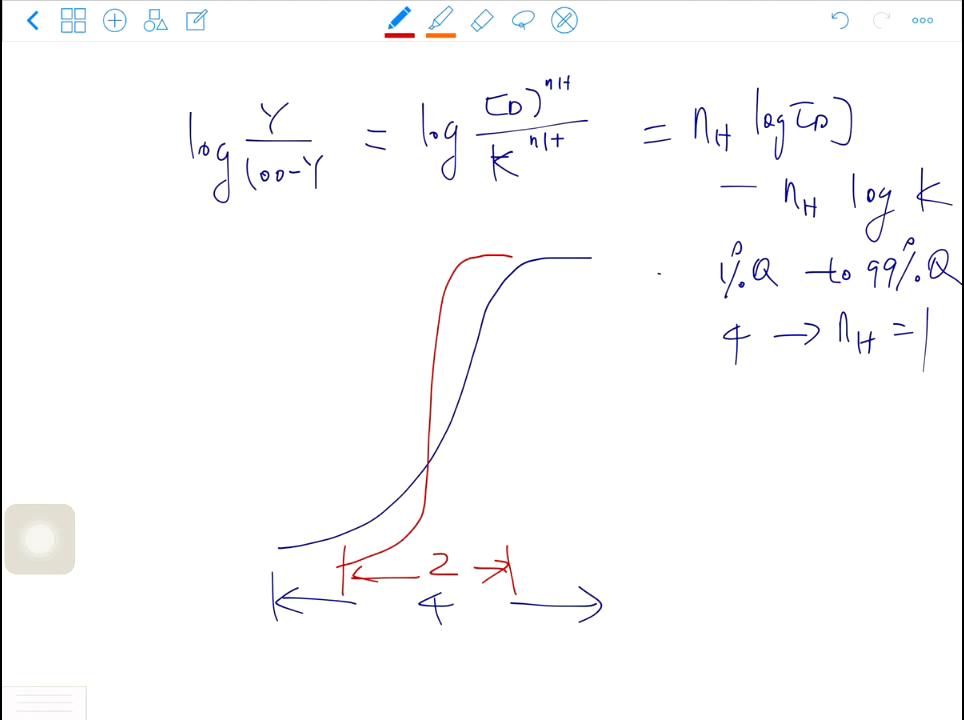 log Y/(100-Y) = log [D]^nH / K^nH = nH log [D]
- nH log K
1% Q to 99% Q
4 → nH = 1
2
4